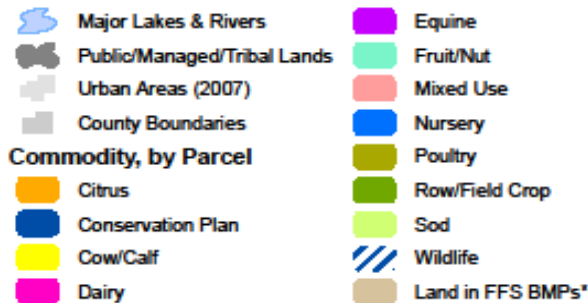 Major Lakes & Rivers
Public/Managed/Tribal Lands
Urban Areas (2007)
County Boundaries
Commodity, by Parcel
Citrus
Conservation Plan
Cow/Calf
Dairy
Equine
Fruit/Nut
Mixed Use
Nursery
Poultry
Row/Field Crop
Sod
Wildlife
Land in FFS BMPs*